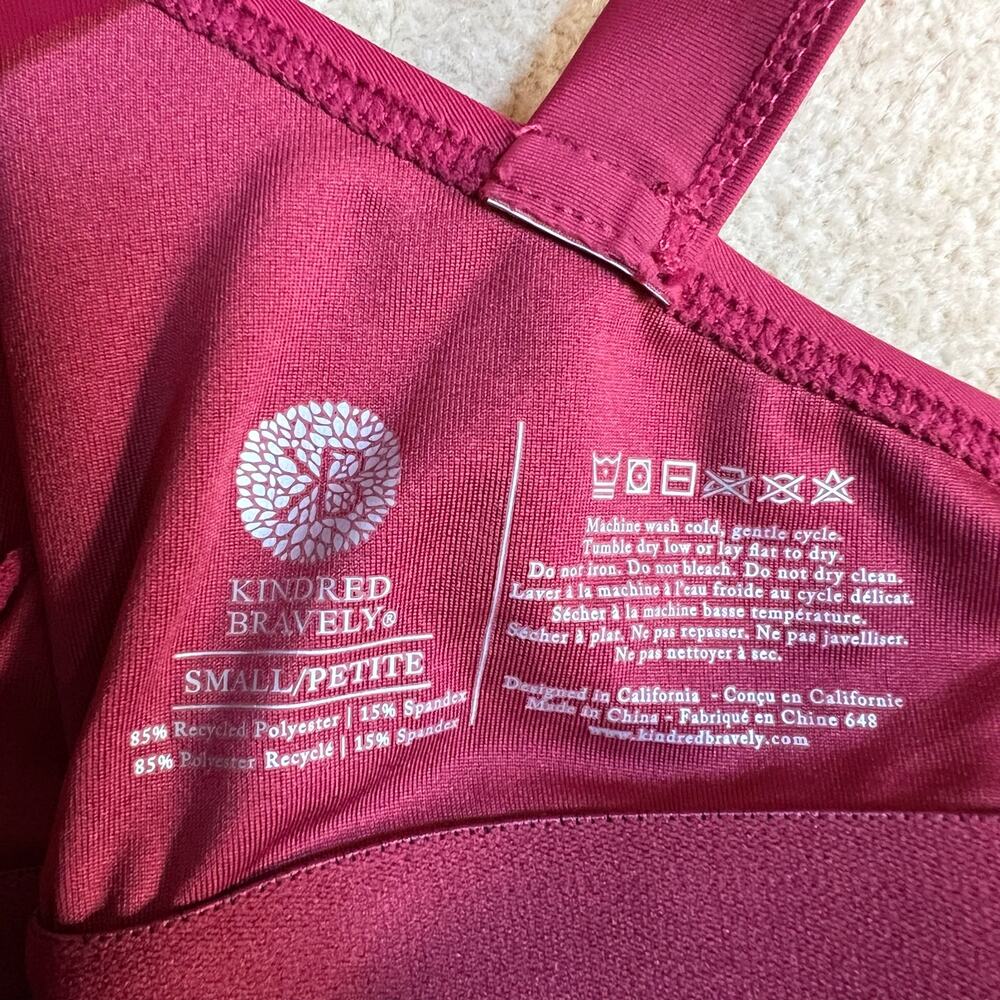 KINDRED
BRAVELY®
SMALL/PETITE
85% Recycled Polyester | 15% Spandex
85% Polyester Recyclé | 15% Spandex
Machine wash cold, gentle cycle.
Tumble dry low or lay flat to dry.
Do not iron. Do not bleach. Do not dry clean.
Laver à la machine à l'eau froide au cycle délicat.
Sécher à la machine basse température.
Sécher à plat. Ne pas repasser. Ne pas javelliser.
Ne pas nettoyer à sec.
Designed in California - Conçu en Californie
Made in China - Fabriqué en Chine 648
www.kindredbravely.com